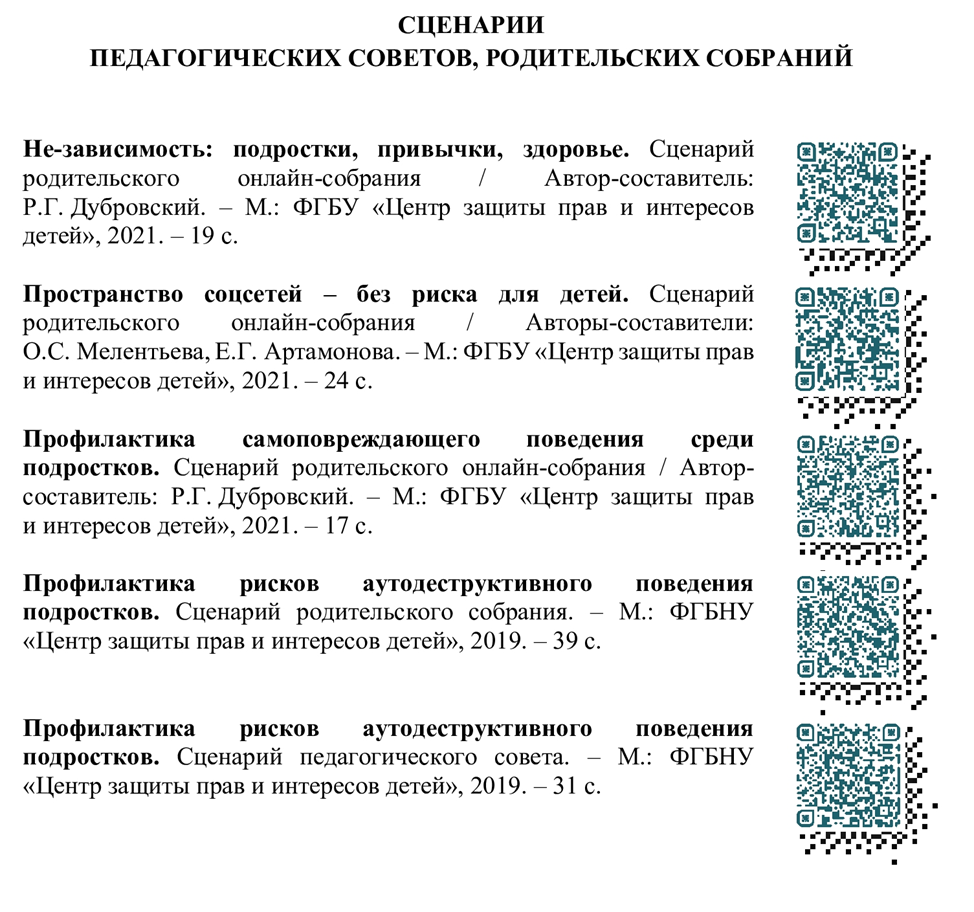 СЦЕНАРИИ
ПЕДАГОГИЧЕСКИХ СОВЕТОВ, РОДИТЕЛЬСКИХ СОБРАНИЙ
Не-зависимость: подростки, привычки, здоровье. Сценарий
родительского онлайн-собрания / Автор-составитель:
Р.Г. Дубровский. – М.: ФГБУ «Центр защиты прав и интересов
детей», 2021. – 19 с.
Пространство соцсетей – без риска для детей. Сценарий
родительского онлайн-собрания / Авторы-составители:
О.С. Мелентьева, Е.Г. Артамонова. – М.: ФГБУ «Центр защиты прав
и интересов детей», 2021. – 24 с.
Профилактика самоповреждающего поведения среди
подростков. Сценарий родительского онлайн-собрания / Автор-
составитель: Р.Г. Дубровский. – М.: ФГБУ «Центр защиты прав
и интересов детей», 2021. – 17 с.
Профилактика рисков аутодеструктивного поведения
подростков. Сценарий родительского собрания. – М.: ФГБНУ
«Центр защиты прав и интересов детей», 2019. – 39 с.
Профилактика рисков аутодеструктивного поведения
подростков. Сценарий педагогического совета. – М.: ФГБНУ
«Центр защиты прав и интересов детей», 2019. – 31 с.